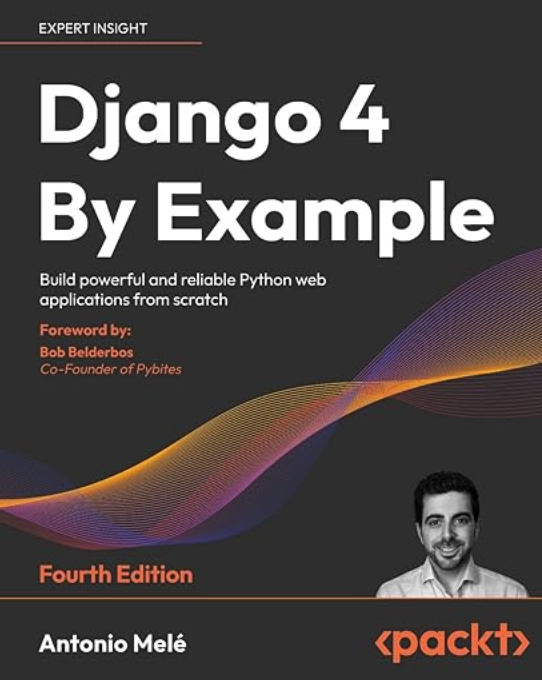 EXPERT INSIGHT
Django 4
By Example
Build powerful and reliable Python web
applications from scratch
Foreword by:
Bob Belderbos
Co-Founder of Pybites
Fourth Edition
Antonio Melé
<packt>